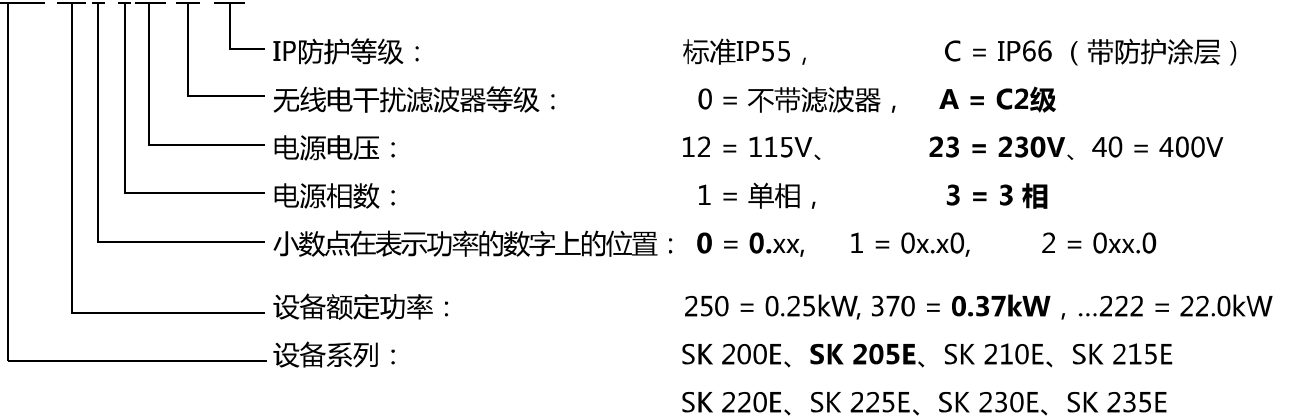 IP防护等级： 标准IP55， C = IP66（带防护涂层）
无线电干扰滤波器等级： 0 = 不带滤波器， A = C2级
电源电压： 12 = 115V、 23 = 230V、40 = 400V
电源相数： 1 = 单相， 3 = 3 相
小数点在表示功率的数字上的位置： 0 = 0.xx, 1 = 0x.x0, 2 = 0xx.0
设备额定功率： 250 = 0.25kW, 370 = 0.37kW，...222 = 22.0kW
设备系列： SK 200E、SK 205E、SK 210E、SK 215E
SK 220E、SK 225E、SK 230E、SK 235E